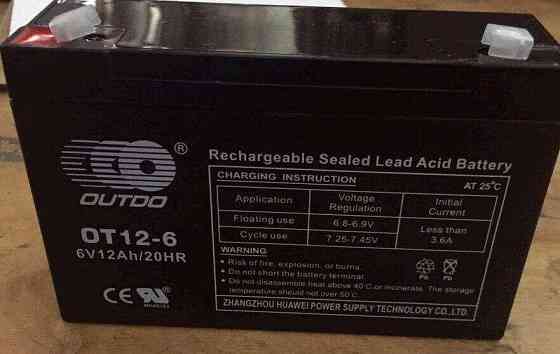 ®
OUTDO
OT12-6
6V12Ah/20HR
CE
Rechargeable Sealed Lead Acid Battery
CHARGING INSTRUCTION AT 25°C
Application Voltage Regulation Initial Current
Floating use 6.8-6.9V Less than 3.6A
Cycle use 7.25-7.45V
WARNING
• Risk of fire, explosion, or burns.
• Do not short the battery terminal.
• Do not disassemble heat above 40°C or incinerate. The storage
temperature should not over 50°C.
Pb Pb
ZHANGZHOU HUAWEI POWER SUPPLY TECHNOLOGY CO.,LTD.